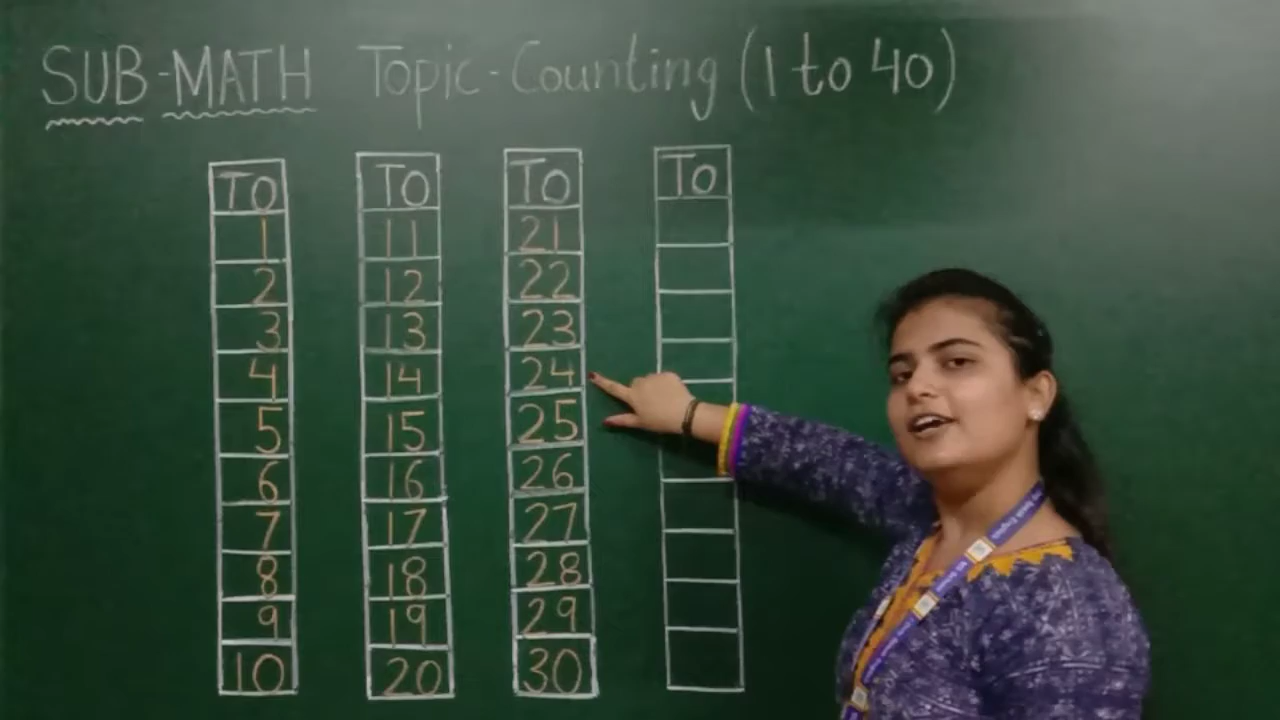 SUB-MATH Topic-Counting (1 to 40)
TO TO TO TO
1 11 21
2 12 22
3 13 23
4 14 24
5 15 25
6 16 26
7 17 27
8 18 28
9 19 29
10 20 30